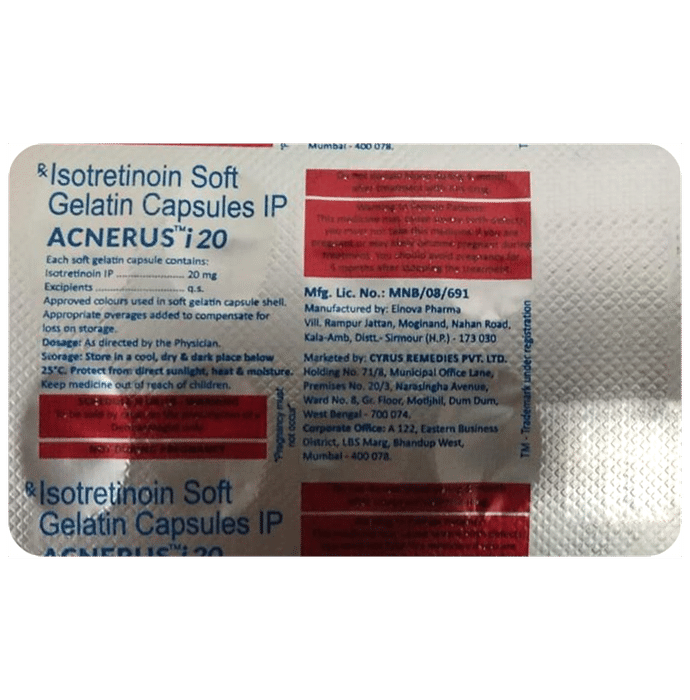 Mumbai - 400 078.
Rx Isotretinoin Soft
Gelatin Capsules IP
ACNERUS™ i 20
Each soft gelatin capsule contains:
Isotretinoin IP ................... 20 mg
Excipients ........................... q.s.
Approved colours used in soft gelatin capsule shell.
Appropriate overages added to compensate for
loss on storage.
Dosage: As directed by the Physician.
Storage: Store in a cool, dry & dark place below
25°C. Protect from direct sunlight, heat & moisture.
Keep medicine out of reach of children.
only
NOT DURING PREGNANCY
"Pregnancy must
not occur"
Warning to Female Patients:
This medicine may cause severe birth defects
you must not take this medicine if you are
pregnant or may become pregnant during
treatment. You should avoid pregnancy for
Mfg. Lic. No.: MNB/08/691
Manufactured by: Elnova Pharma
Vill. Rampur Jattan, Moginand, Nahan Road,
Kala-Amb, Distt.- Sirmour (H.P.) - 173 030
Marketed by: CYRUS REMEDIES PVT. LTD.
Holding No. 71/8, Municipal Office Lane,
Premises No. 20/3, Narasingha Avenue,
Ward No. 8, Gr. Floor, Motijhil, Dum Dum,
West Bengal - 700 074.
Corporate Office: A 122, Eastern Business
District, LBS Marg, Bhandup West,
Mumbai - 400 078.
TM - Trademark under registration
Rx Isotretinoin Soft
Gelatin Capsules IP
ACNERUS™ i 20